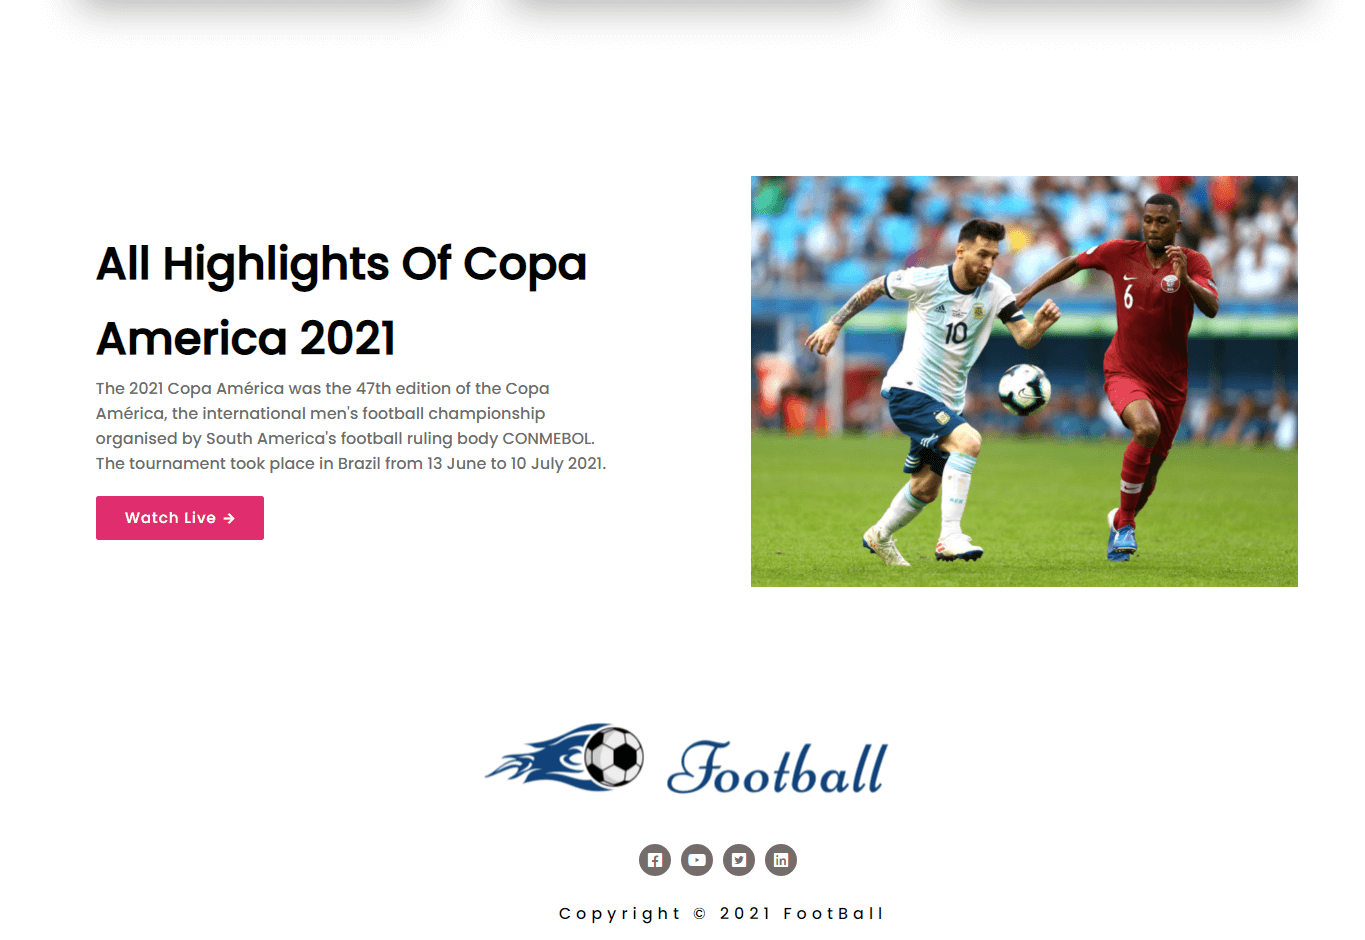 All Highlights Of Copa
America 2021
The 2021 Copa América was the 47th edition of the Copa
América, the international men's football championship
organised by South America's football ruling body CONMEBOL.
The tournament took place in Brazil from 13 June to 10 July 2021.
Watch Live →
10
6
Football
Copyright © 2021 FootBall